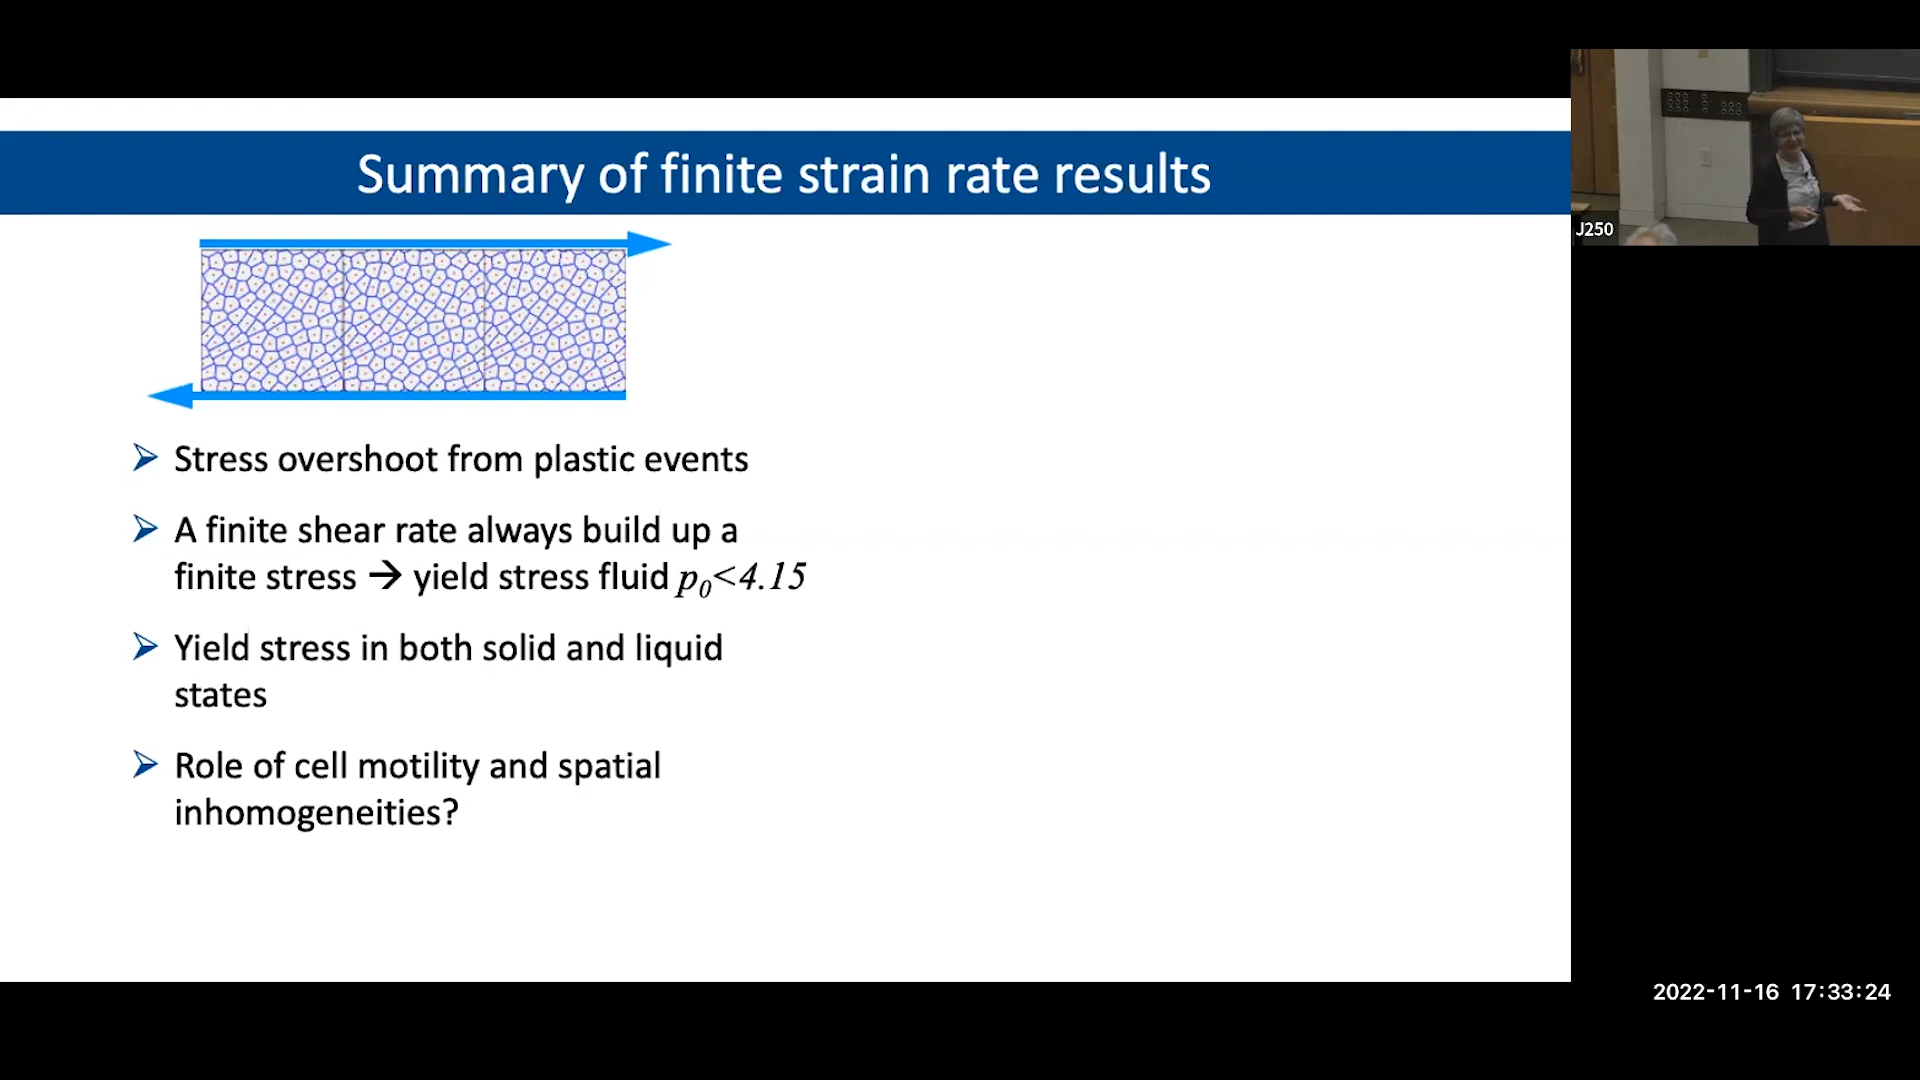 Summary of finite strain rate results
J250
➢ Stress overshoot from plastic events
➢ A finite shear rate always build up a
finite stress → yield stress fluid p₀<4.15
➢ Yield stress in both solid and liquid
states
➢ Role of cell motility and spatial
inhomogeneities?
2022-11-16 17:33:24